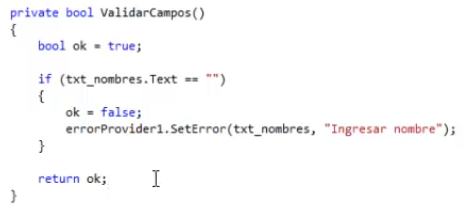 private bool ValidarCampos()
{
    bool ok = true;

    if (txt_nombres.Text == "")
    {
        ok = false;
        errorProvider1.SetError(txt_nombres, "Ingresar nombre");
    }

    return ok;
}